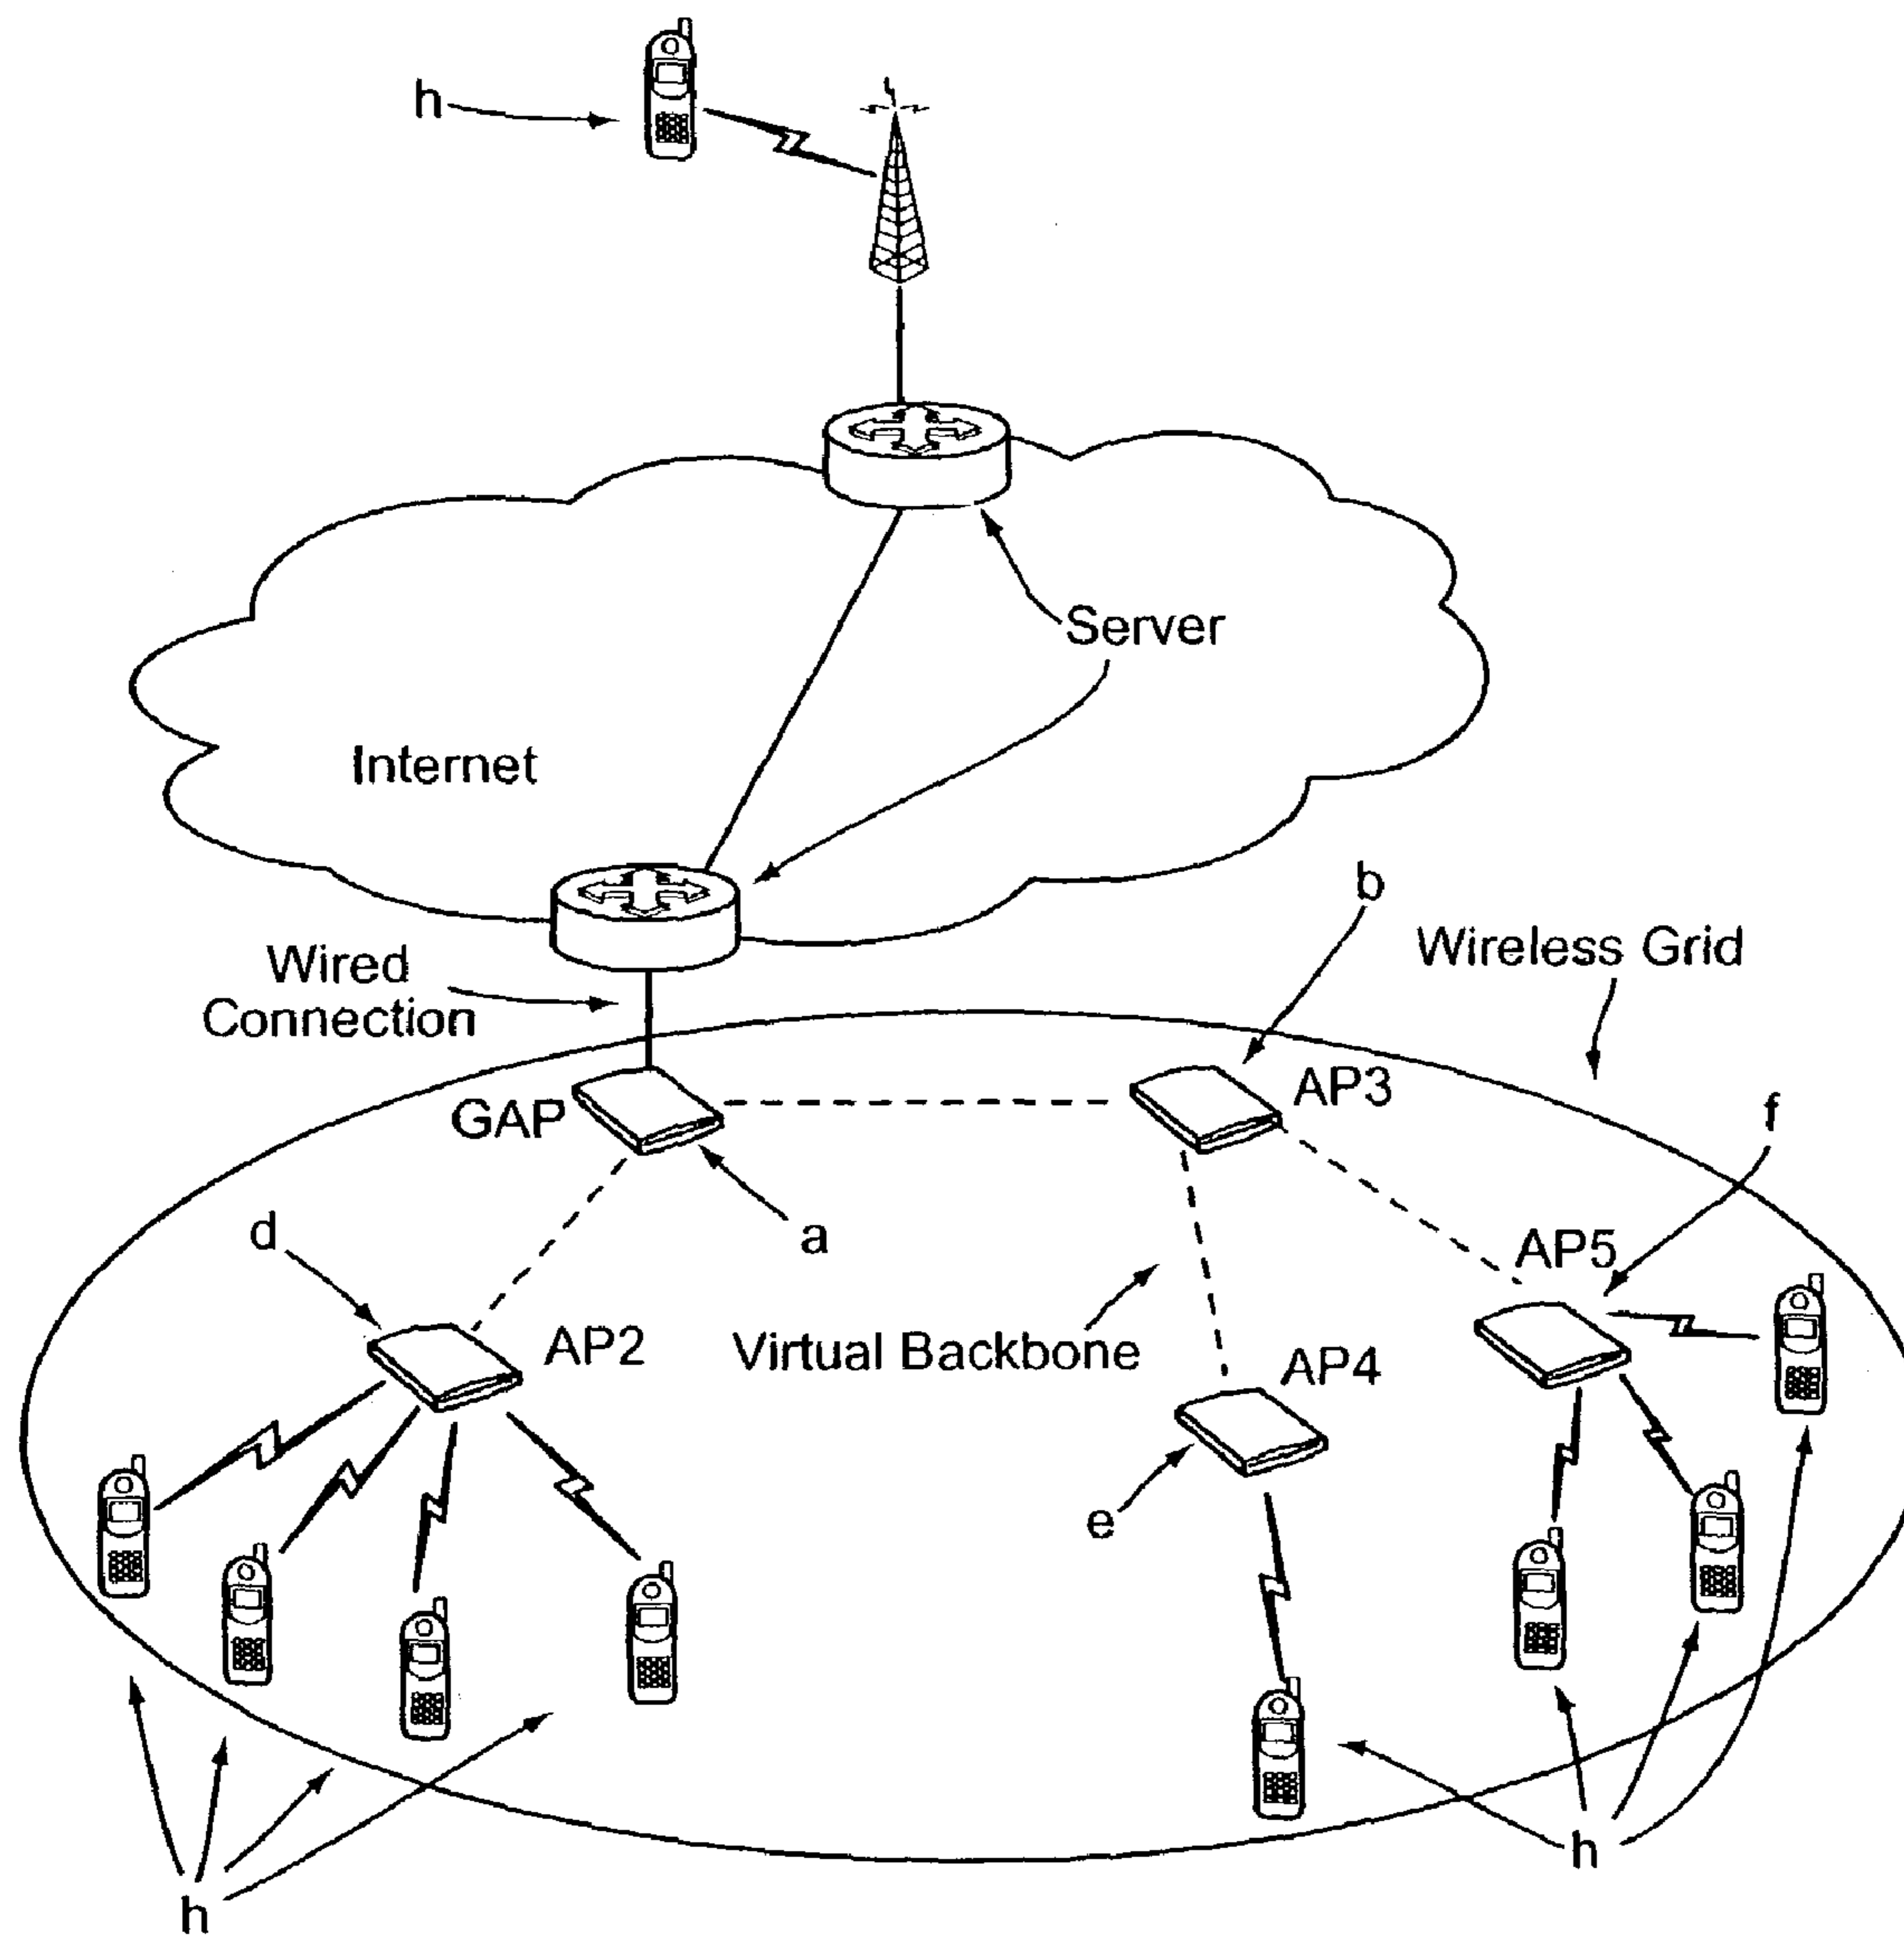 h
Server
Internet
b
Wireless Grid
Wired
Connection
AP3
GAP
f
d
a
AP5
AP2
Virtual Backbone
AP4
e
h
h